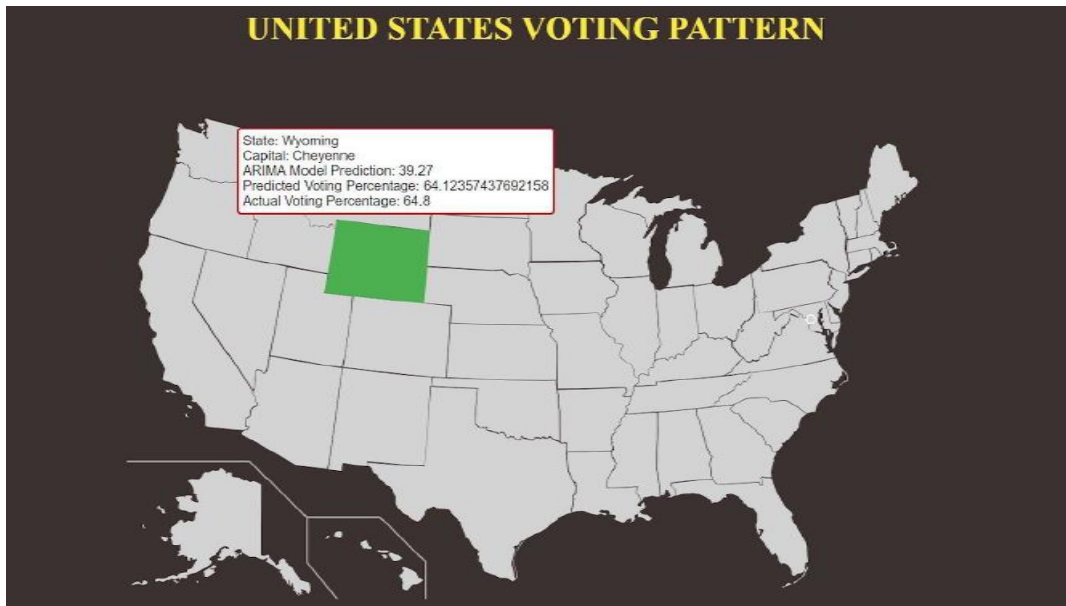 UNITED STATES VOTING PATTERN
State: Wyoming
Capital: Cheyenne
ARIMA Model Prediction: 39.27
Predicted Voting Percentage: 64.12357437692158
Actual Voting Percentage: 64.8